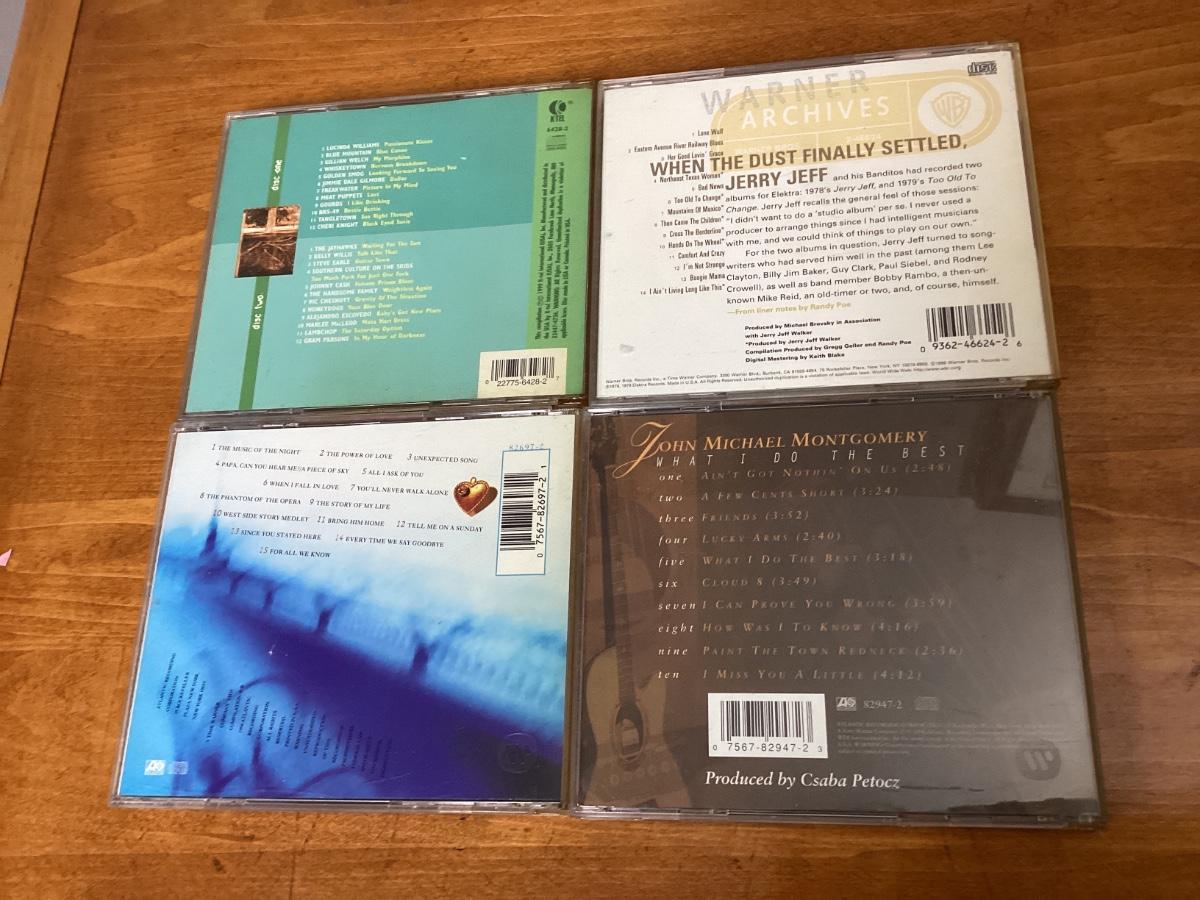 disc one
1 LUCINDA WILLIAMS Passionate Kisses
2 BLUE MOUNTAIN Blue Canoe
3 GILLIAN WELCH My Morphine
4 WHISKEYTOWN Nervous Breakdown
5 GOLDEN SMOG Looking Forward To Seeing You
6 JIMMIE DALE GILMORE Dallas
7 FREAKWATER Picture In My Mind
8 MEAT PUPPETS Lost
9 GOURDS I Like Drinking
10 BR5-49 Bettie Bettie
11 TANGLETOWN See Right Through
12 CHERI KNIGHT Black Eyed Susie
disc two
1 THE JAYHAWKS Waiting For The Sun
2 KELLY WILLIS Talk Like That
3 STEVE EARLE Guitar Town
4 SOUTHERN CULTURE ON THE SKIDS
Too Much Pork For Just One Fork
5 JOHNNY CASH Folsom Prison Blues
6 THE HANDSOME FAMILY Weightless Again
7 VIC CHESNUTT Gravity Of The Situation
8 HONEYDOGS Your Blue Door
9 ALEJANDRO ESCOVEDO Baby's Got New Plans
10 MARLEE MacLEOD Mata Hari Dress
11 LAMBCHOP The Saturday Option
12 GRAM PARSONS In My Hour of Darkness
K-TEL
6428-2
0 22775-6428-2 7
disc
WARNER
ARCHIVES
WB
1 Lone Wolf
2 Eastern Avenue River Railway Blues
3 Her Good Lovin' Grace
4 Northeast Texas Women*
5 Bad News
6 Too Old To Change*
7 Mountains Of Mexico*
8 Then Came The Children*
9 Cross The Borderline*
10 Hands On The Wheel*
11 Comfort And Crazy
12 I'm Not Strange
13 Boogie Mama
14 I Ain't Living Long Like This*
WHEN THE DUST FINALLY SETTLED,
JERRY JEFF and his Banditos had recorded two
albums for Elektra: 1978's Jerry Jeff, and 1979's Too Old To
Change. Jerry Jeff recalls the general feel of those sessions:
"I didn't want to do a 'studio album' per se. I never used a
producer to arrange things since I had intelligent musicians
with me, and we could think of things to play on our own."
For the two albums in question, Jerry Jeff turned to song-
writers who had served him well in the past (among them Lee
Clayton, Billy Jim Baker, Guy Clark, Paul Siebel, and Rodney
Crowell), as well as band member Bobby Rambo, a then-un-
known Mike Reid, an old-timer or two, and, of course, himself.
—From liner notes by Randy Poe
Produced by Michael Brovsky in Association
with Jerry Jeff Walker
*Produced by Jerry Jeff Walker
Compilation Produced by Gregg Geller and Randy Poe
Digital Mastering by Keith Blake
0 9362-46624-2 6
1 THE MUSIC OF THE NIGHT 2 THE POWER OF LOVE 3 UNEXPECTED SONG
4 PAPA, CAN YOU HEAR ME/A PIECE OF SKY 5 ALL I ASK OF YOU
6 WHEN I FALL IN LOVE 7 YOU'LL NEVER WALK ALONE
8 THE PHANTOM OF THE OPERA 9 THE STORY OF MY LIFE
10 WEST SIDE STORY MEDLEY 11 BRING HIM HOME 12 TELL ME ON A SUNDAY
13 SINCE YOU STAYED HERE 14 EVERY TIME WE SAY GOODBYE
15 FOR ALL WE KNOW
82697-2
0 7567-82697-2 1
ATLANTIC RECORDING
CORPORATION
JOHN MICHAEL MONTGOMERY
WHAT I DO THE BEST
one AIN'T GOT NOTHIN' ON US (2:48)
two A FEW CENTS SHORT (3:24)
three FRIENDS (3:52)
four LUCKY ARMS (2:40)
five WHAT I DO THE BEST (3:18)
six CLOUD 8 (3:49)
seven I CAN PROVE YOU WRONG (3:59)
eight HOW WAS I TO KNOW (4:16)
nine PAINT THE TOWN REDNECK (2:36)
ten I MISS YOU A LITTLE (4:12)
82947-2
0 7567-82947-2 3
Produced by Csaba Petocz